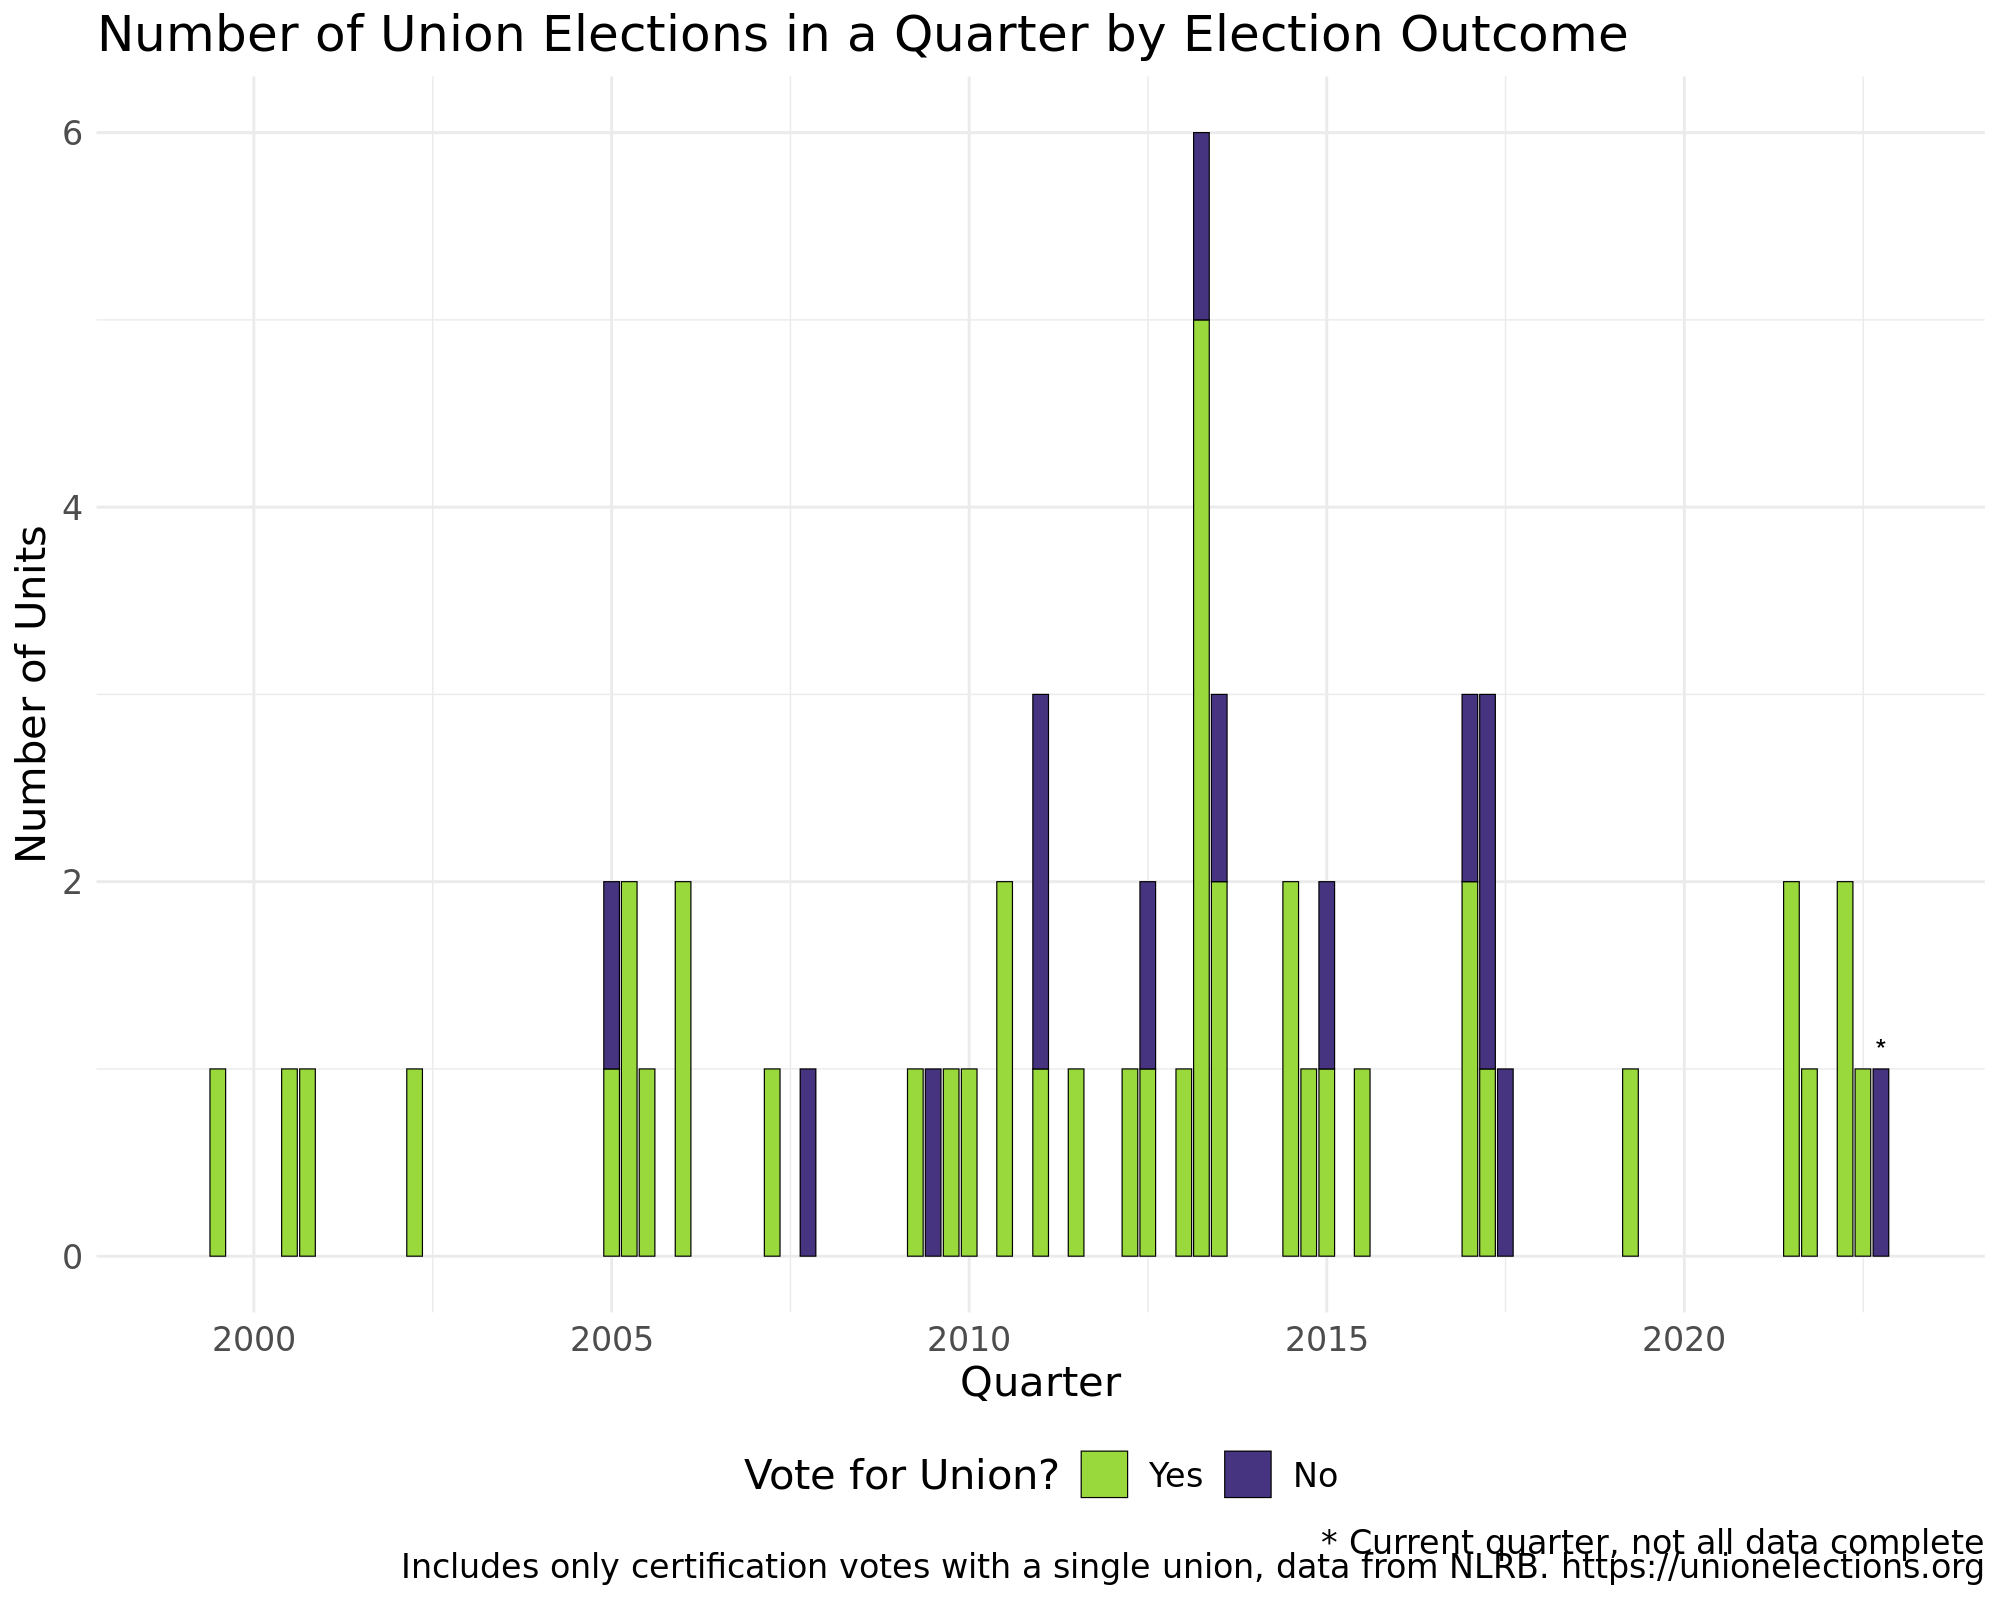 Number of Union Elections in a Quarter by Election Outcome
6
4
2
0
Number of Units
*
2000 2005 2010 2015 2020
Quarter
Vote for Union? Yes No
* Current quarter, not all data complete
Includes only certification votes with a single union, data from NLRB. https://unionelections.org